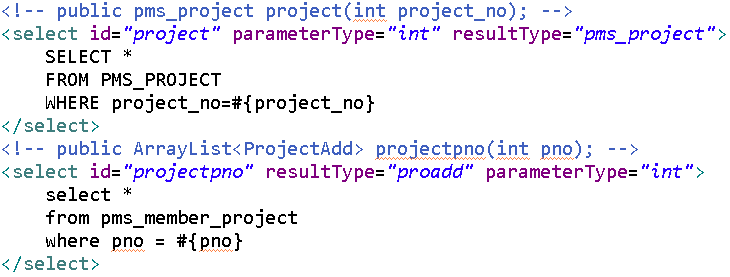 <!-- public pms_project project(int project_no); -->
<select id="project" parameterType="int" resultType="pms_project">
    SELECT *
    FROM PMS_PROJECT
    WHERE project_no=#{project_no}
</select>
<!-- public ArrayList<ProjectAdd> projectpno(int pno); -->
<select id="projectpno" resultType="proadd" parameterType="int">
    select *
    from pms_member_project
    where pno = #{pno}
</select>